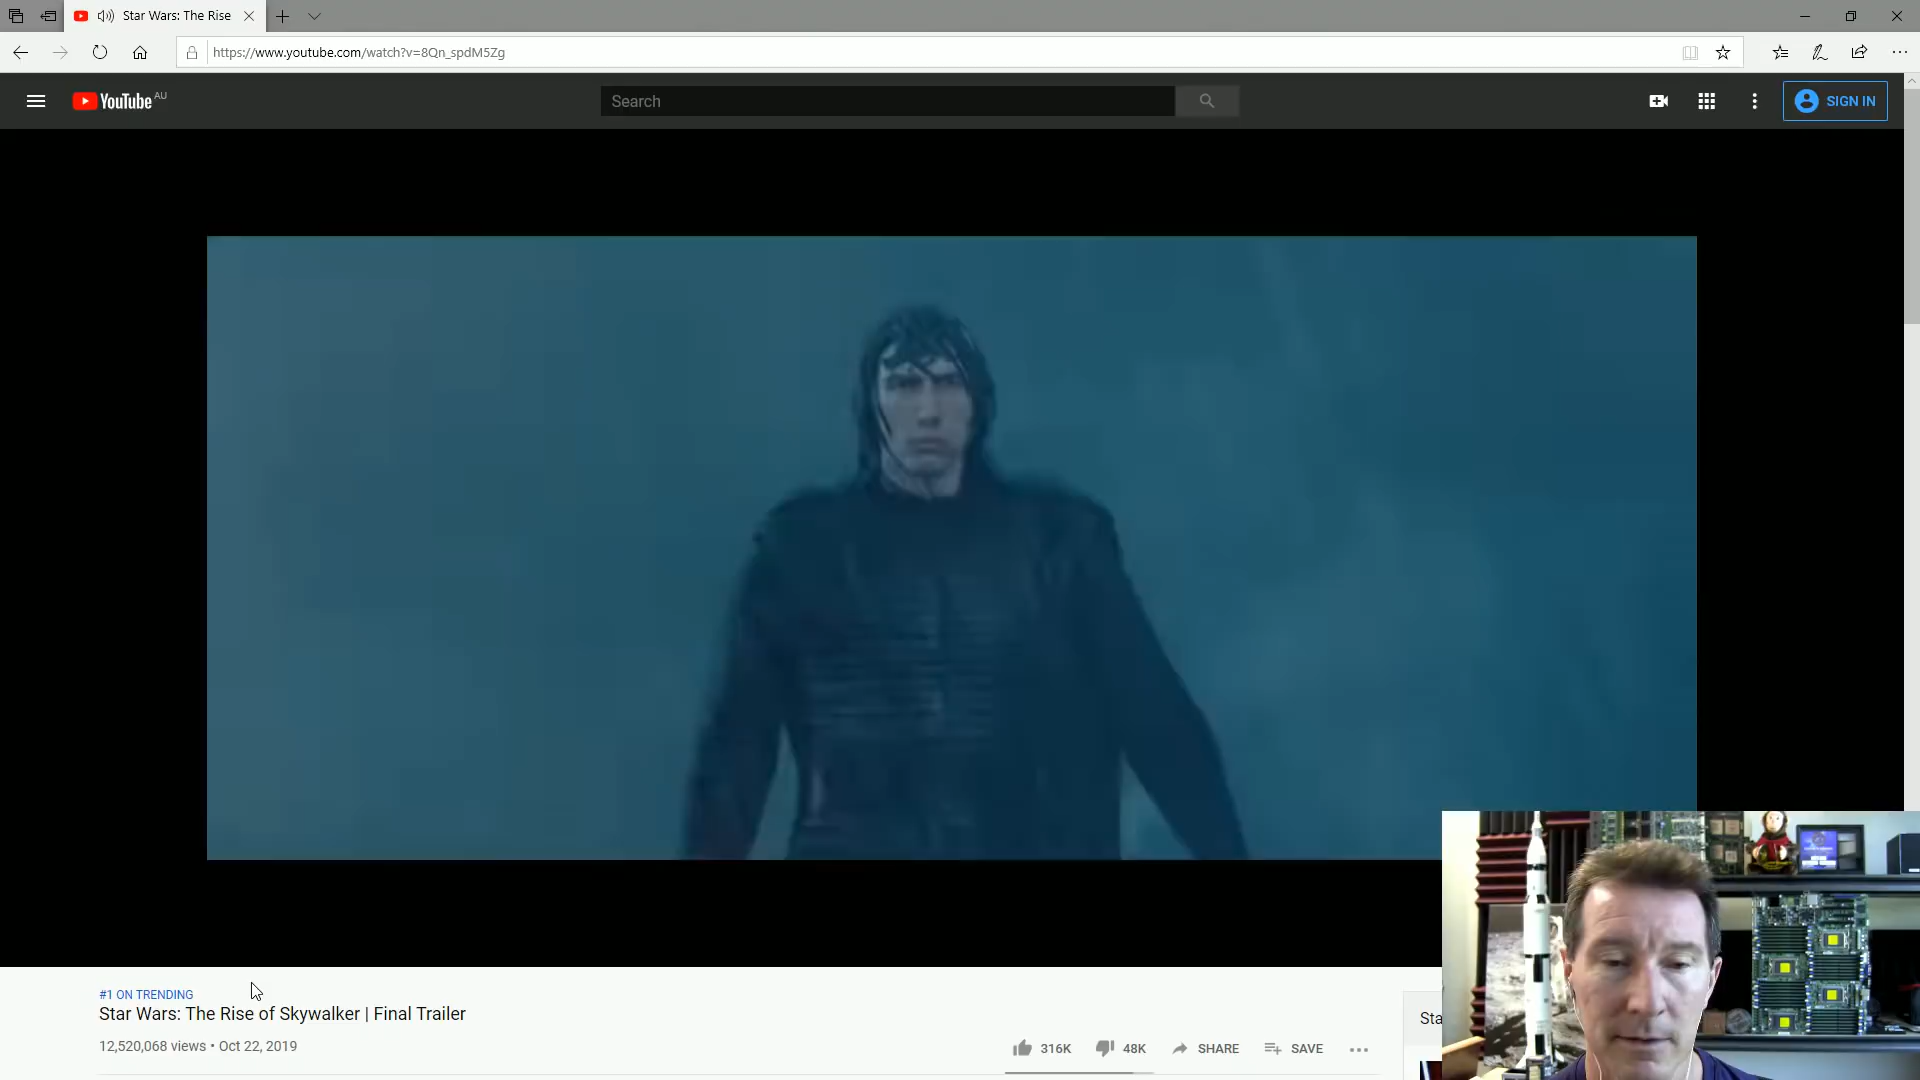 Star Wars: The Rise
https://www.youtube.com/watch?v=8Qn_spdM5Zg
YouTube AU
Search
SIGN IN
#1 ON TRENDING
Star Wars: The Rise of Skywalker | Final Trailer
12,520,068 views • Oct 22, 2019
316K
48K
SHARE
SAVE
Sta